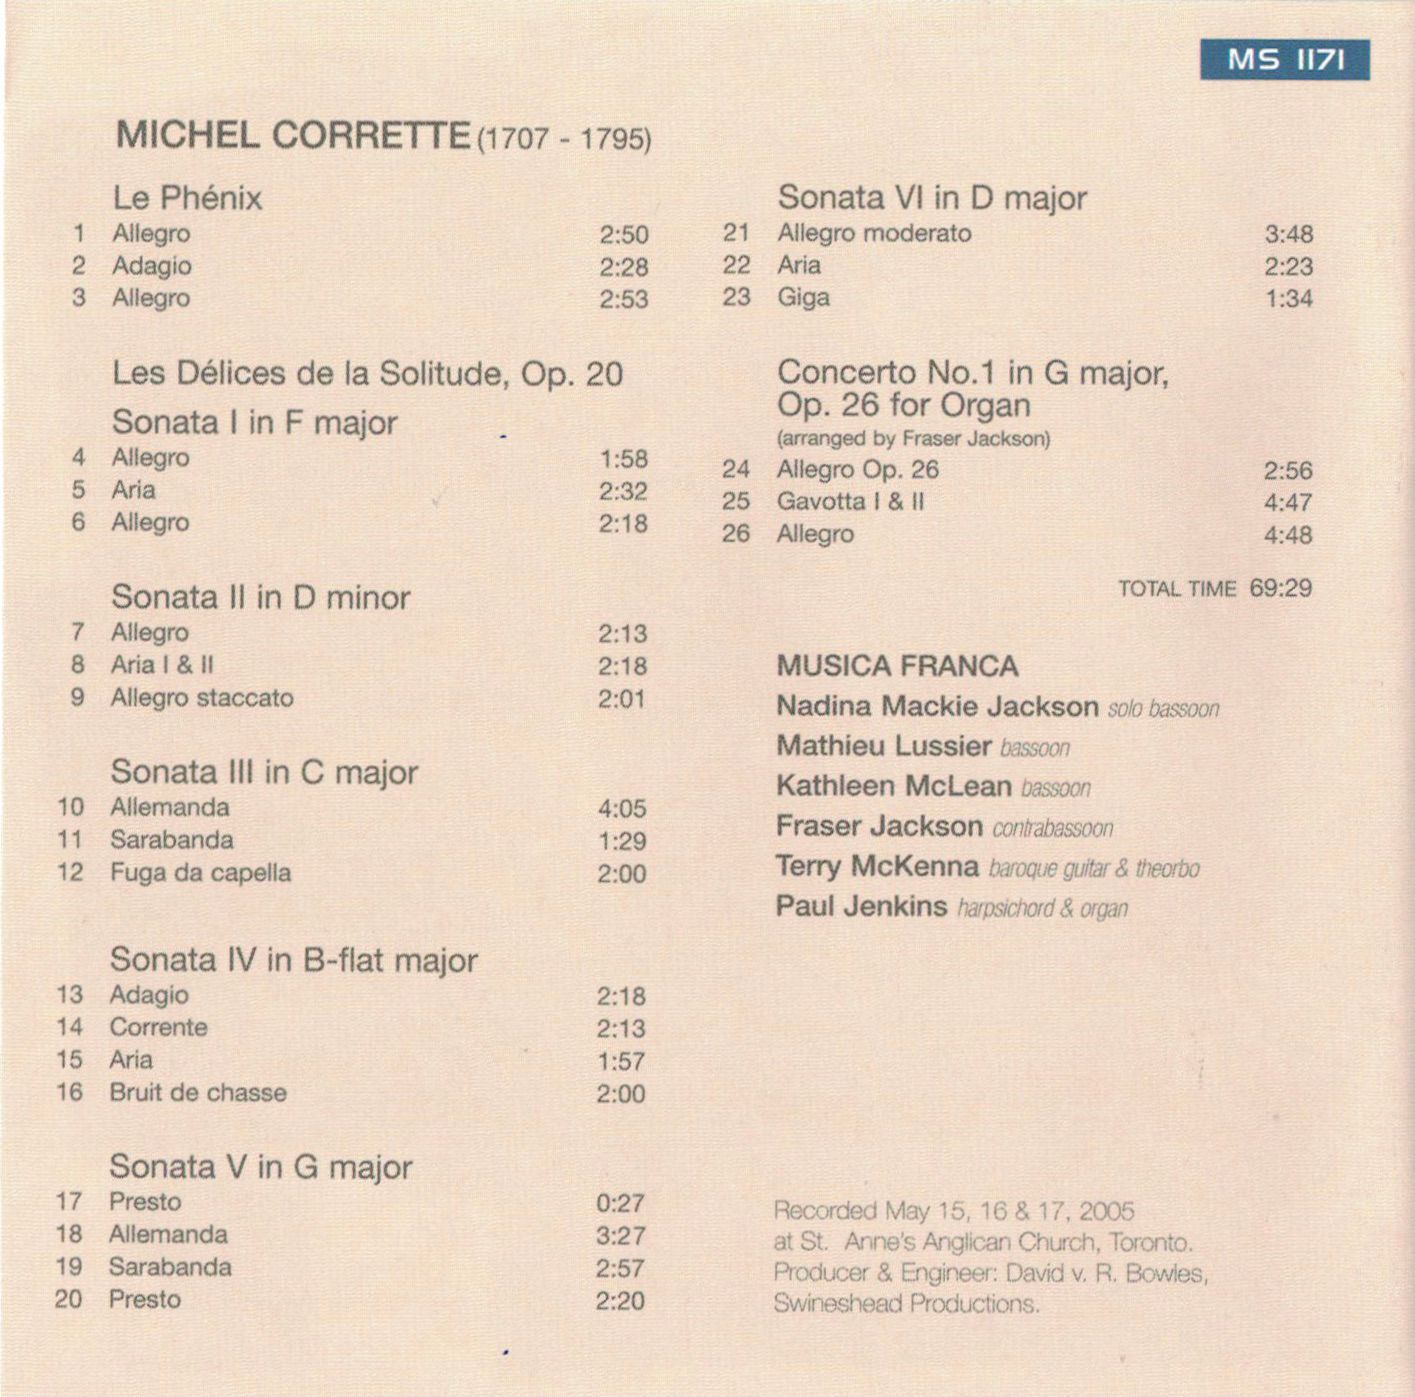 MS 1171
MICHEL CORRETTE (1707 - 1795)
Le Phénix
1 Allegro 2:50
2 Adagio 2:28
3 Allegro 2:53
Les Délices de la Solitude, Op. 20
Sonata I in F major
4 Allegro 1:58
5 Aria 2:32
6 Allegro 2:18
Sonata II in D minor
7 Allegro 2:13
8 Aria I & II 2:18
9 Allegro staccato 2:01
Sonata III in C major
10 Allemanda 4:05
11 Sarabanda 1:29
12 Fuga da capella 2:00
Sonata IV in B-flat major
13 Adagio 2:18
14 Corrente 2:13
15 Aria 1:57
16 Bruit de chasse 2:00
Sonata V in G major
17 Presto 0:27
18 Allemanda 3:27
19 Sarabanda 2:57
20 Presto 2:20
Sonata VI in D major
21 Allegro moderato 3:48
22 Aria 2:23
23 Giga 1:34
Concerto No.1 in G major,
Op. 26 for Organ
(arranged by Fraser Jackson)
24 Allegro Op. 26 2:56
25 Gavotta I & II 4:47
26 Allegro 4:48
TOTAL TIME 69:29
MUSICA FRANCA
Nadina Mackie Jackson solo bassoon
Mathieu Lussier bassoon
Kathleen McLean bassoon
Fraser Jackson contrabassoon
Terry McKenna baroque guitar & theorbo
Paul Jenkins harpsichord & organ
Recorded May 15, 16 & 17, 2005
at St. Anne's Anglican Church, Toronto.
Producer & Engineer: David v. R. Bowles,
Swineshead Productions.